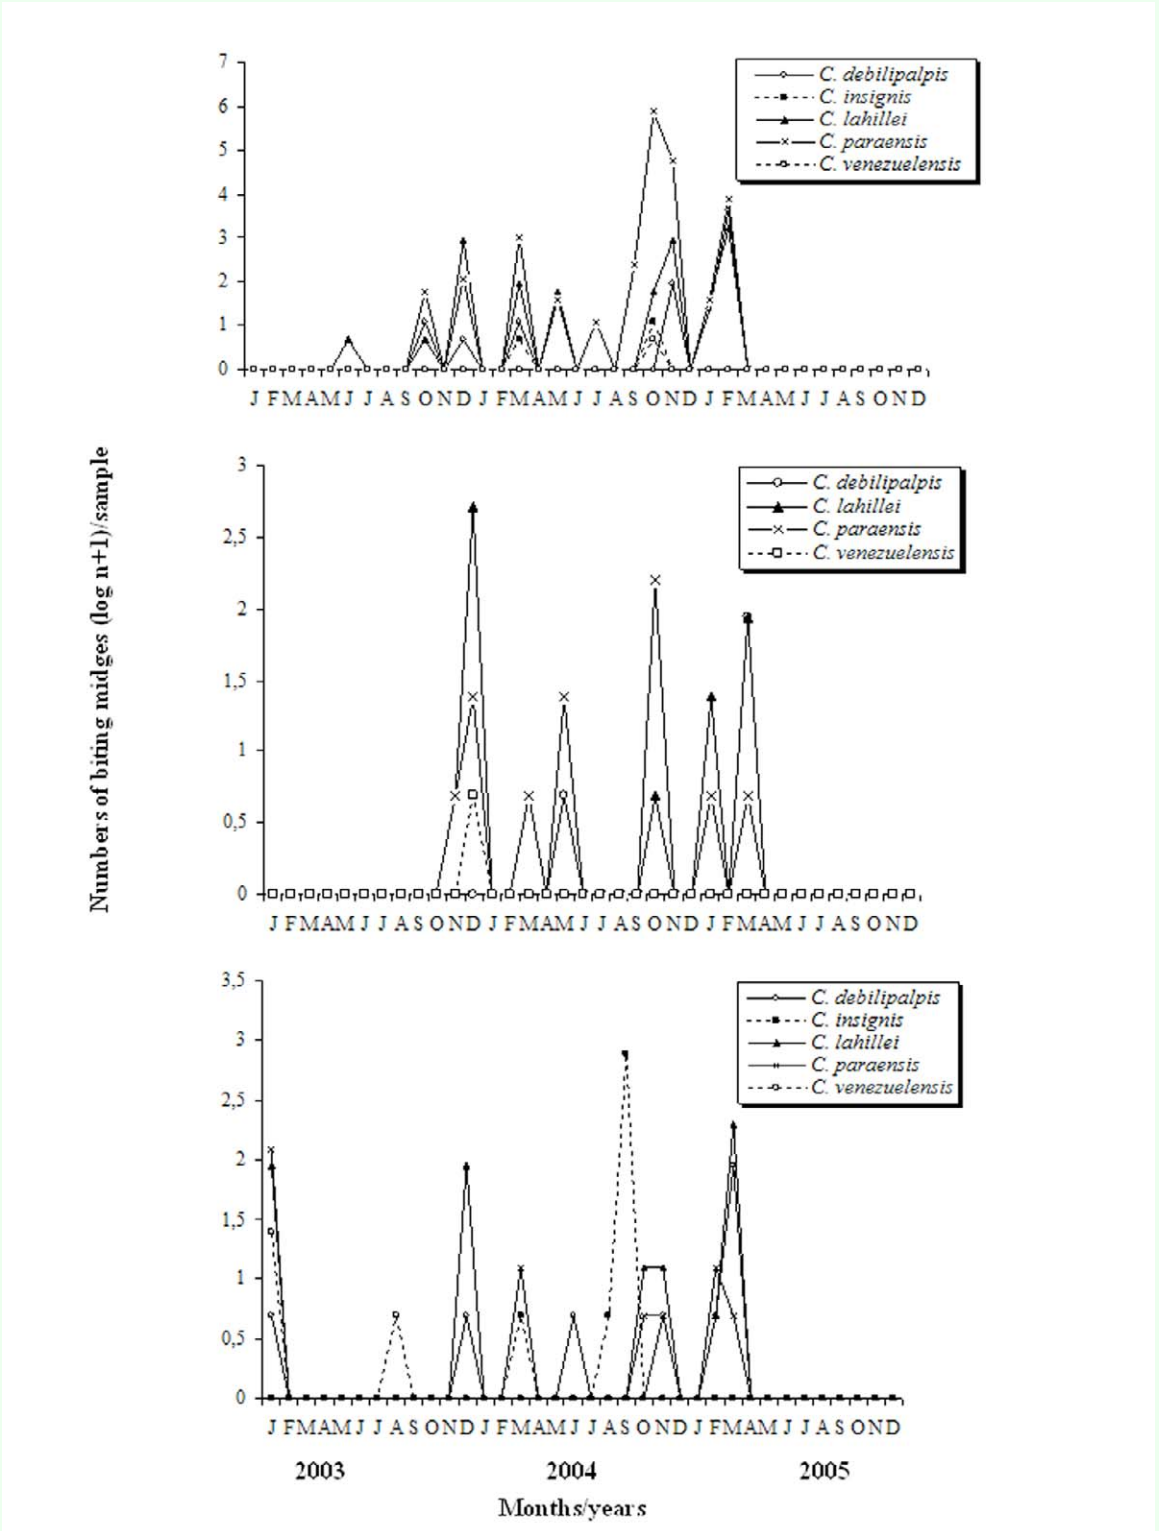 7
6
5
4
3
2
1
0
C. debilipalpis
C. insignis
C. lahillei
C. paraensis
C. venezuelensis
J F M A M J J A S O N D J F M A M J J A S O N D J F M A M J J A S O N D
Numbers of biting midges (log n+1)/sample
3
2,5
2
1,5
1
0,5
0
C. debilipalpis
C. lahillei
C. paraensis
C. venezuelensis
J F M A M J J A S O N D J F M A M J J A S O N D J F M A M J J A S O N D
3,5
3
2,5
2
1,5
1
0,5
0
C. debilipalpis
C. insignis
C. lahillei
C. paraensis
C. venezuelensis
J F M A M J J A S O N D J F M A M J J A S O N D J F M A M J J A S O N D
2003 2004 2005
Months/years